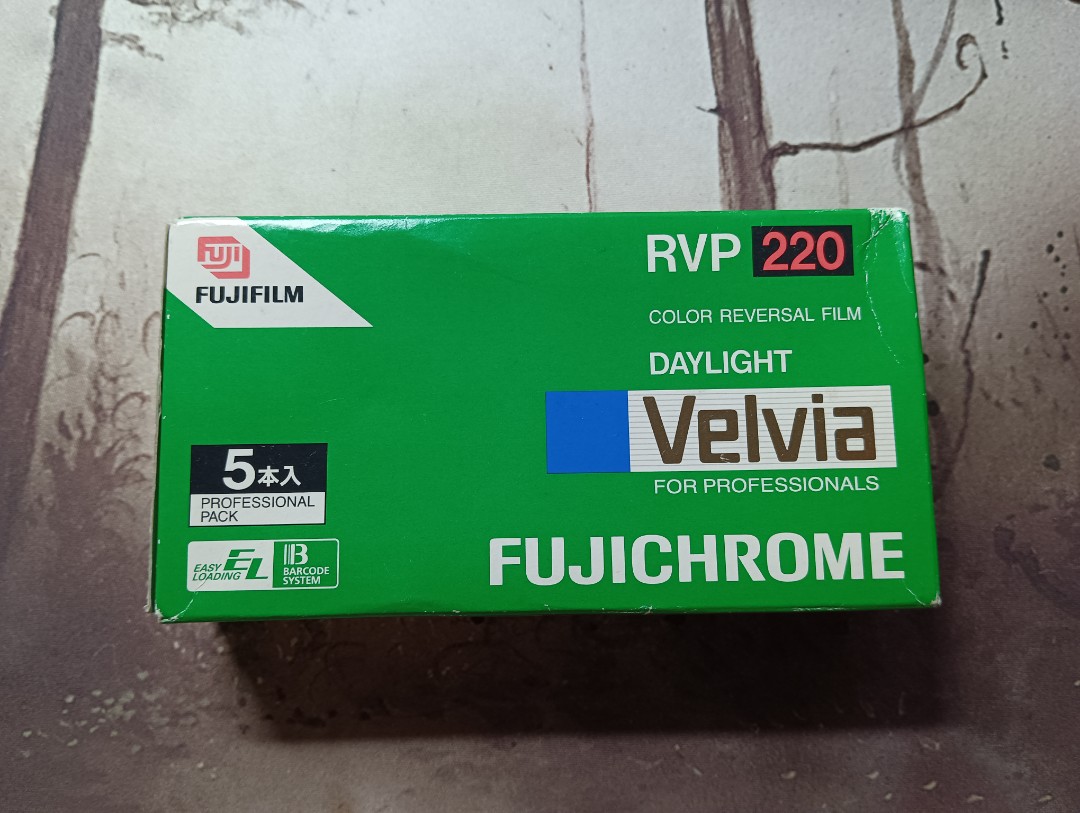 FUJI
FUJIFILM
RVP 220
COLOR REVERSAL FILM
DAYLIGHT
Velvia
FOR PROFESSIONALS
5本入
PROFESSIONAL
PACK
EASY
LOADING
EL
B
BARCODE
SYSTEM
FUJICHROME